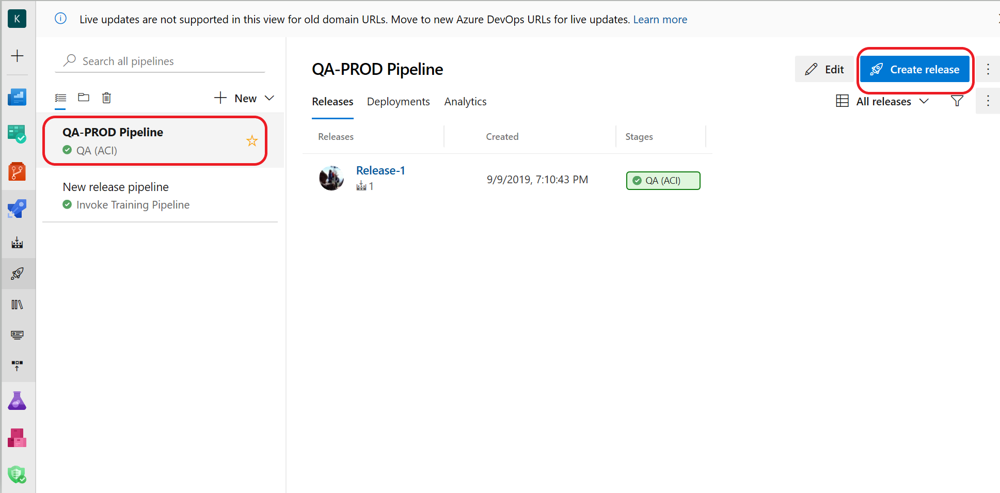 K
Live updates are not supported in this view for old domain URLs. Move to new Azure DevOps URLs for live updates. Learn more
Search all pipelines
New
QA-PROD Pipeline
QA (ACI)
New release pipeline
Invoke Training Pipeline
QA-PROD Pipeline
Edit
Create release
Releases Deployments Analytics
All releases
Releases Created Stages
Release-1
1
9/9/2019, 7:10:43 PM
QA (ACI)